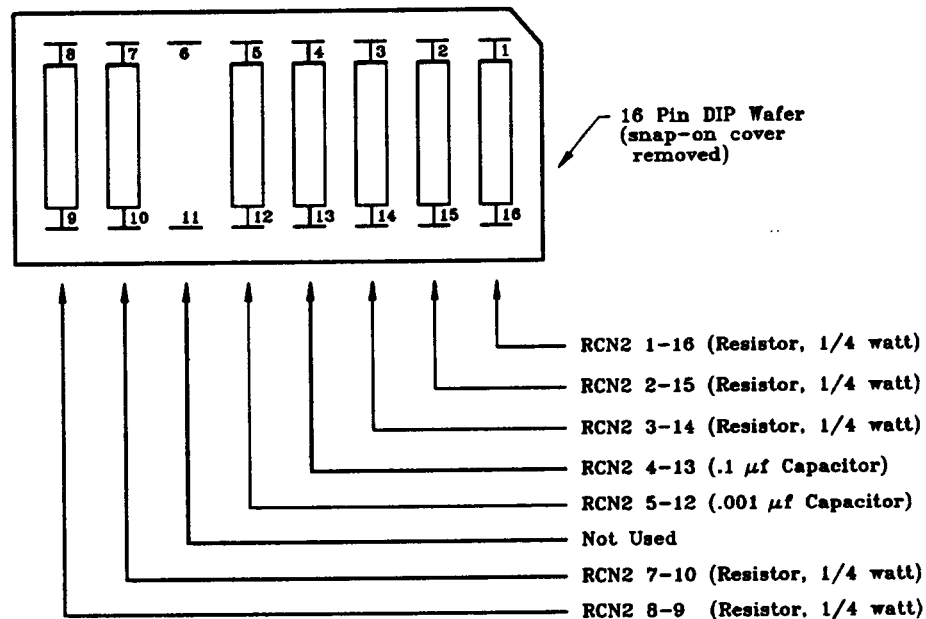 8 7 6 5 4 3 2 1
16 Pin DIP Wafer
(snap-on cover
removed)
9 10 11 12 13 14 15 16
RCN2 1-16 (Resistor, 1/4 watt)
RCN2 2-15 (Resistor, 1/4 watt)
RCN2 3-14 (Resistor, 1/4 watt)
RCN2 4-13 (.1 μf Capacitor)
RCN2 5-12 (.001 μf Capacitor)
Not Used
RCN2 7-10 (Resistor, 1/4 watt)
RCN2 8-9 (Resistor, 1/4 watt)